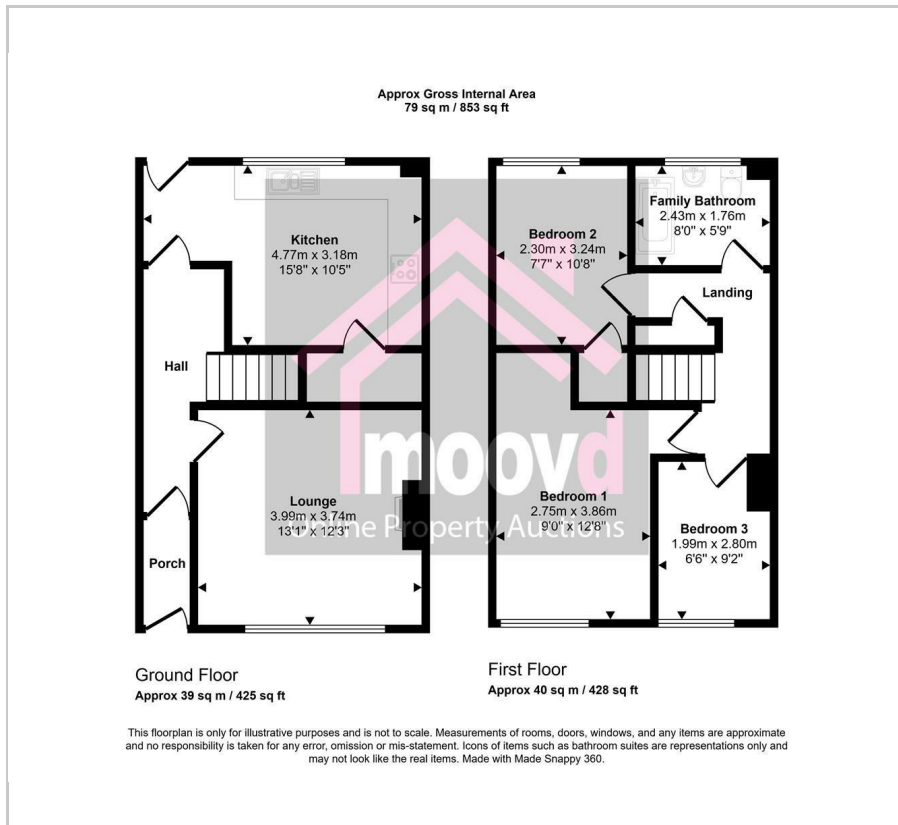 Approx Gross Internal Area
79 sq m / 853 sq ft
Kitchen
4.77m x 3.18m
15'8" x 10'5"
Hall
Lounge
3.99m x 3.74m
13'1" x 12'3"
Porch
Bedroom 2
2.30m x 3.24m
7'7" x 10'8"
Family Bathroom
2.43m x 1.76m
8'0" x 5'9"
Landing
Bedroom 1
2.75m x 3.86m
9'0" x 12'8"
Bedroom 3
1.99m x 2.80m
6'6" x 9'2"
moovd
Online Property Auctions
Ground Floor
Approx 39 sq m / 425 sq ft
First Floor
Approx 40 sq m / 428 sq ft
This floorplan is only for illustrative purposes and is not to scale. Measurements of rooms, doors, windows, and any items are approximate
and no responsibility is taken for any error, omission or mis-statement. Icons of items such as bathroom suites are representations only and
may not look like the real items. Made with Made Snappy 360.